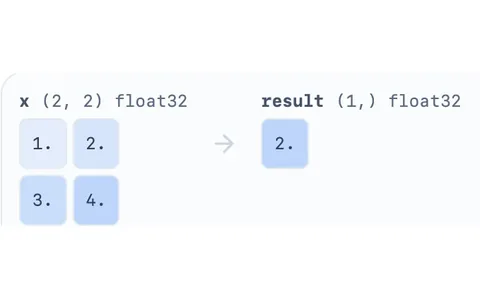 x (2, 2) float32
result (1,) float32
1. 2.
2.
3. 4.